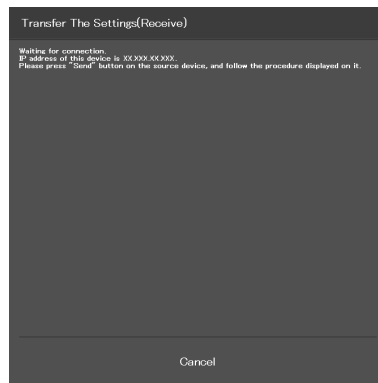 Transfer The Settings(Receive)
Waiting for connection.
IP address of this device is XX.XXX.XX.XXX.
Please press "Send" button on the source device, and follow the procedure displayed on it.
Cancel